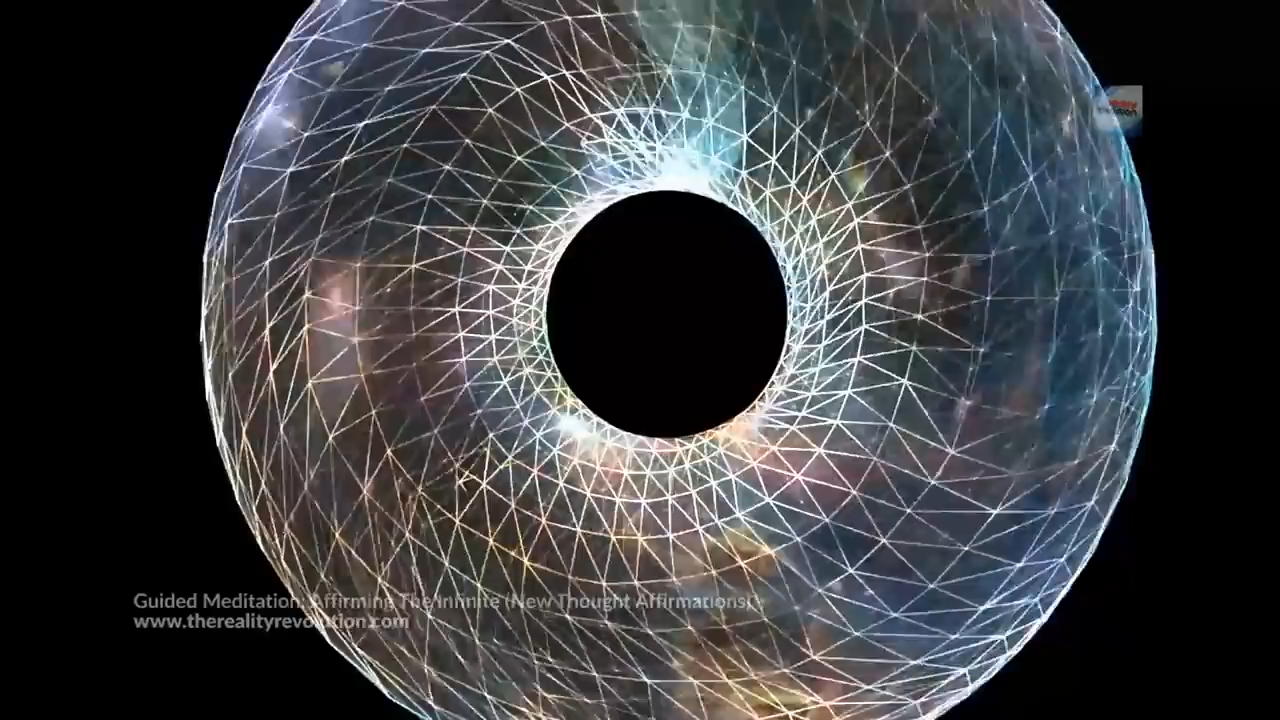 Guided Meditation: Affirming The Infinite (New Thought Affirmations)
www.therealityrevolution.com